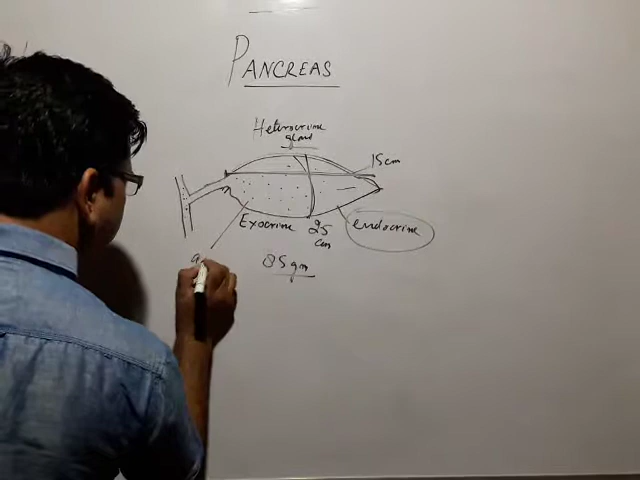 PANCREAS
Heterocrine
gland
15cm
Exocrine
25
cm
endocrine
85gm